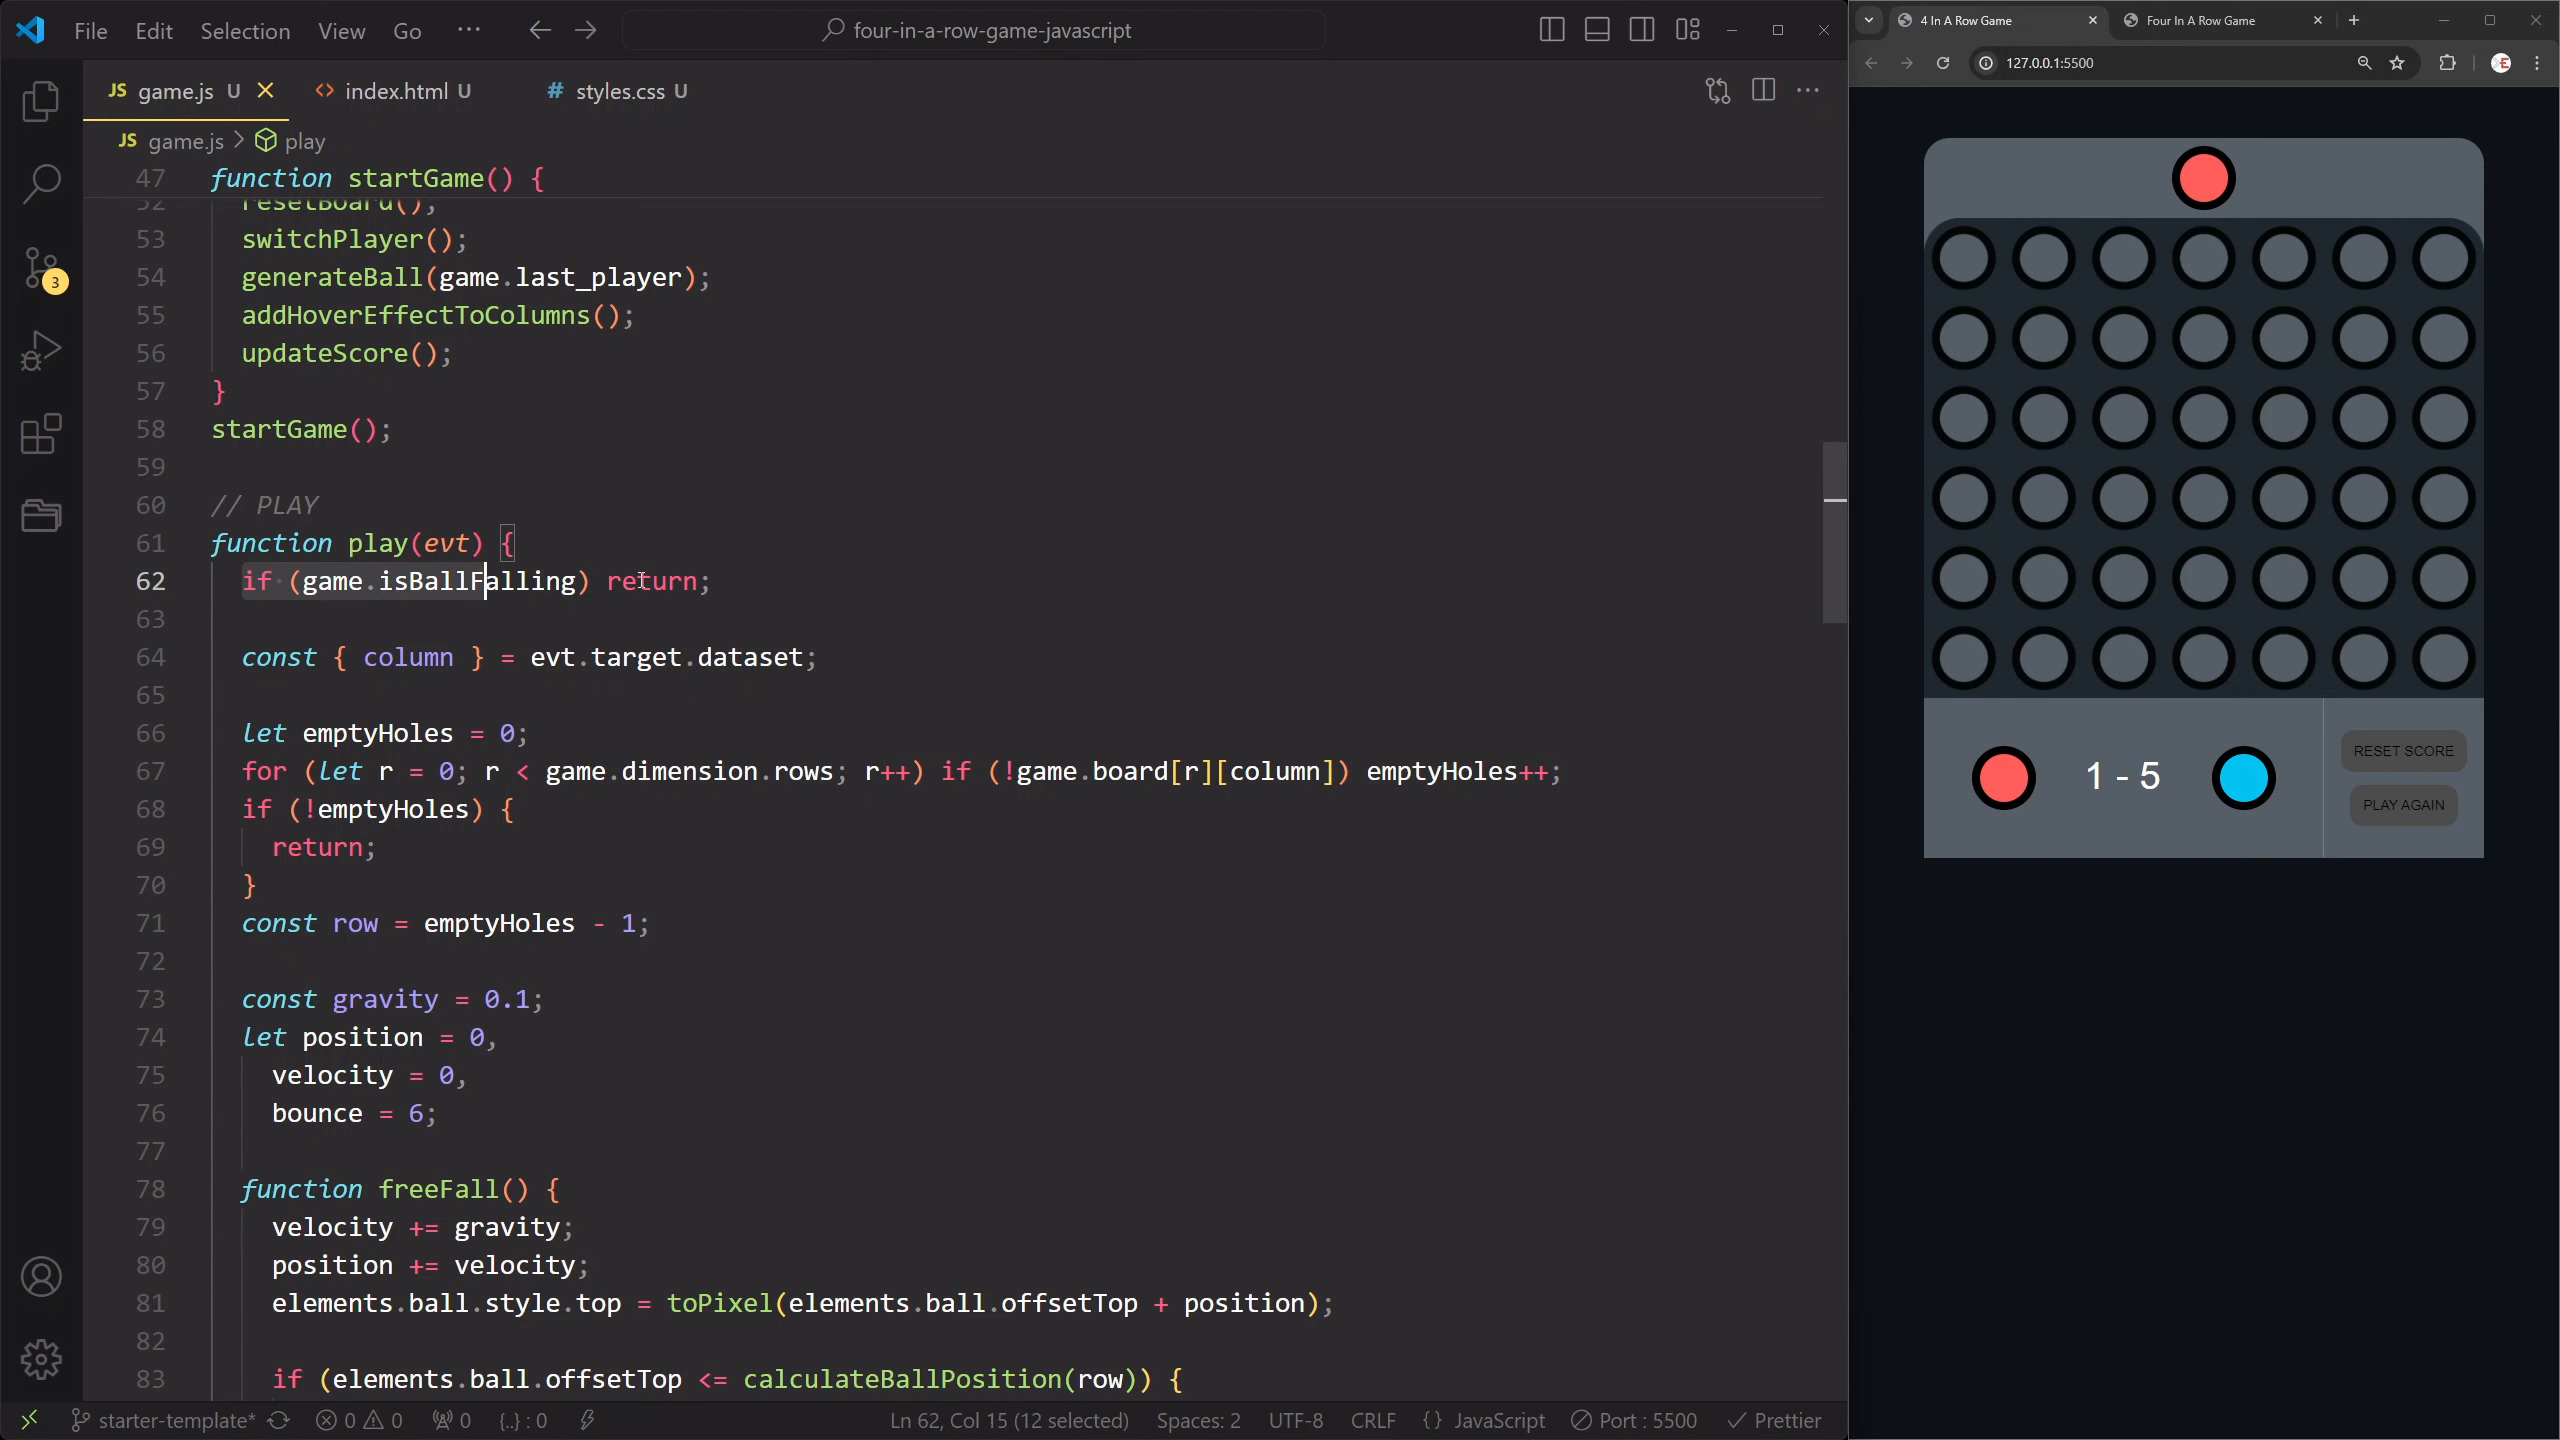 File Edit Selection View Go ··· four-in-a-row-game-javascript
JS game.js U
<> index.html U
# styles.css U
JS game.js > play
47 function startGame() {
52 resetBoard();
53 switchPlayer();
54 generateBall(game.last_player);
55 addHoverEffectToColumns();
56 updateScore();
57 }
58 startGame();
59
60 // PLAY
61 function play(evt) {
62 if (game.isBallFalling) return;
63
64 const { column } = evt.target.dataset;
65
66 let emptyHoles = 0;
67 for (let r = 0; r < game.dimension.rows; r++) if (!game.board[r][column]) emptyHoles++;
68 if (!emptyHoles) {
69 return;
70 }
71 const row = emptyHoles - 1;
72
73 const gravity = 0.1;
74 let position = 0,
75 velocity = 0,
76 bounce = 6;
77
78 function freeFall() {
79 velocity += gravity;
80 position += velocity;
81 elements.ball.style.top = toPixel(elements.ball.offsetTop + position);
82
83 if (elements.ball.offsetTop <= calculateBallPosition(row)) {
3
starter-template* 0 0 0 {..} : 0 Ln 62, Col 15 (12 selected) Spaces: 2 UTF-8 CRLF {} JavaScript Port : 5500 Prettier
4 In A Row Game
Four In A Row Game
127.0.0.1:5500
1 - 5
RESET SCORE
PLAY AGAIN